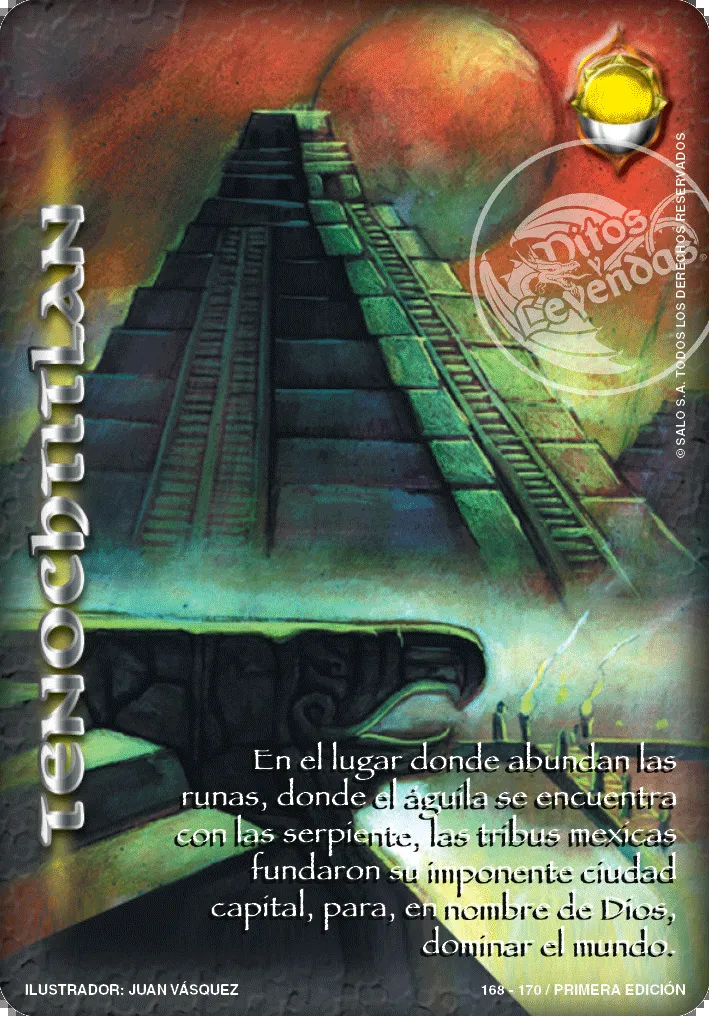 TENOCHTITLAN
Mitos
y
Leyendas®
© SALO S.A. TODOS LOS DERECHOS RESERVADOS
En el lugar donde abundan las
runas, donde el águila se encuentra
con las serpiente, las tribus mexicas
fundaron su imponente ciudad
capital, para, en nombre de Dios,
dominar el mundo.
ILUSTRADOR: JUAN VÁSQUEZ
168 - 170 / PRIMERA EDICIÓN